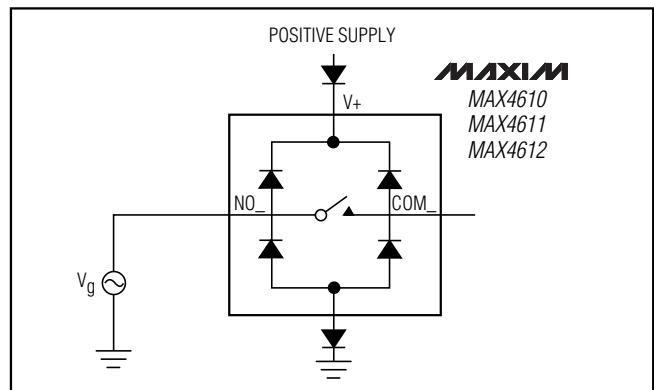 POSITIVE SUPPLY
MAXIM
V+
MAX4610
MAX4611
MAX4612
NO_
COM_
Vg